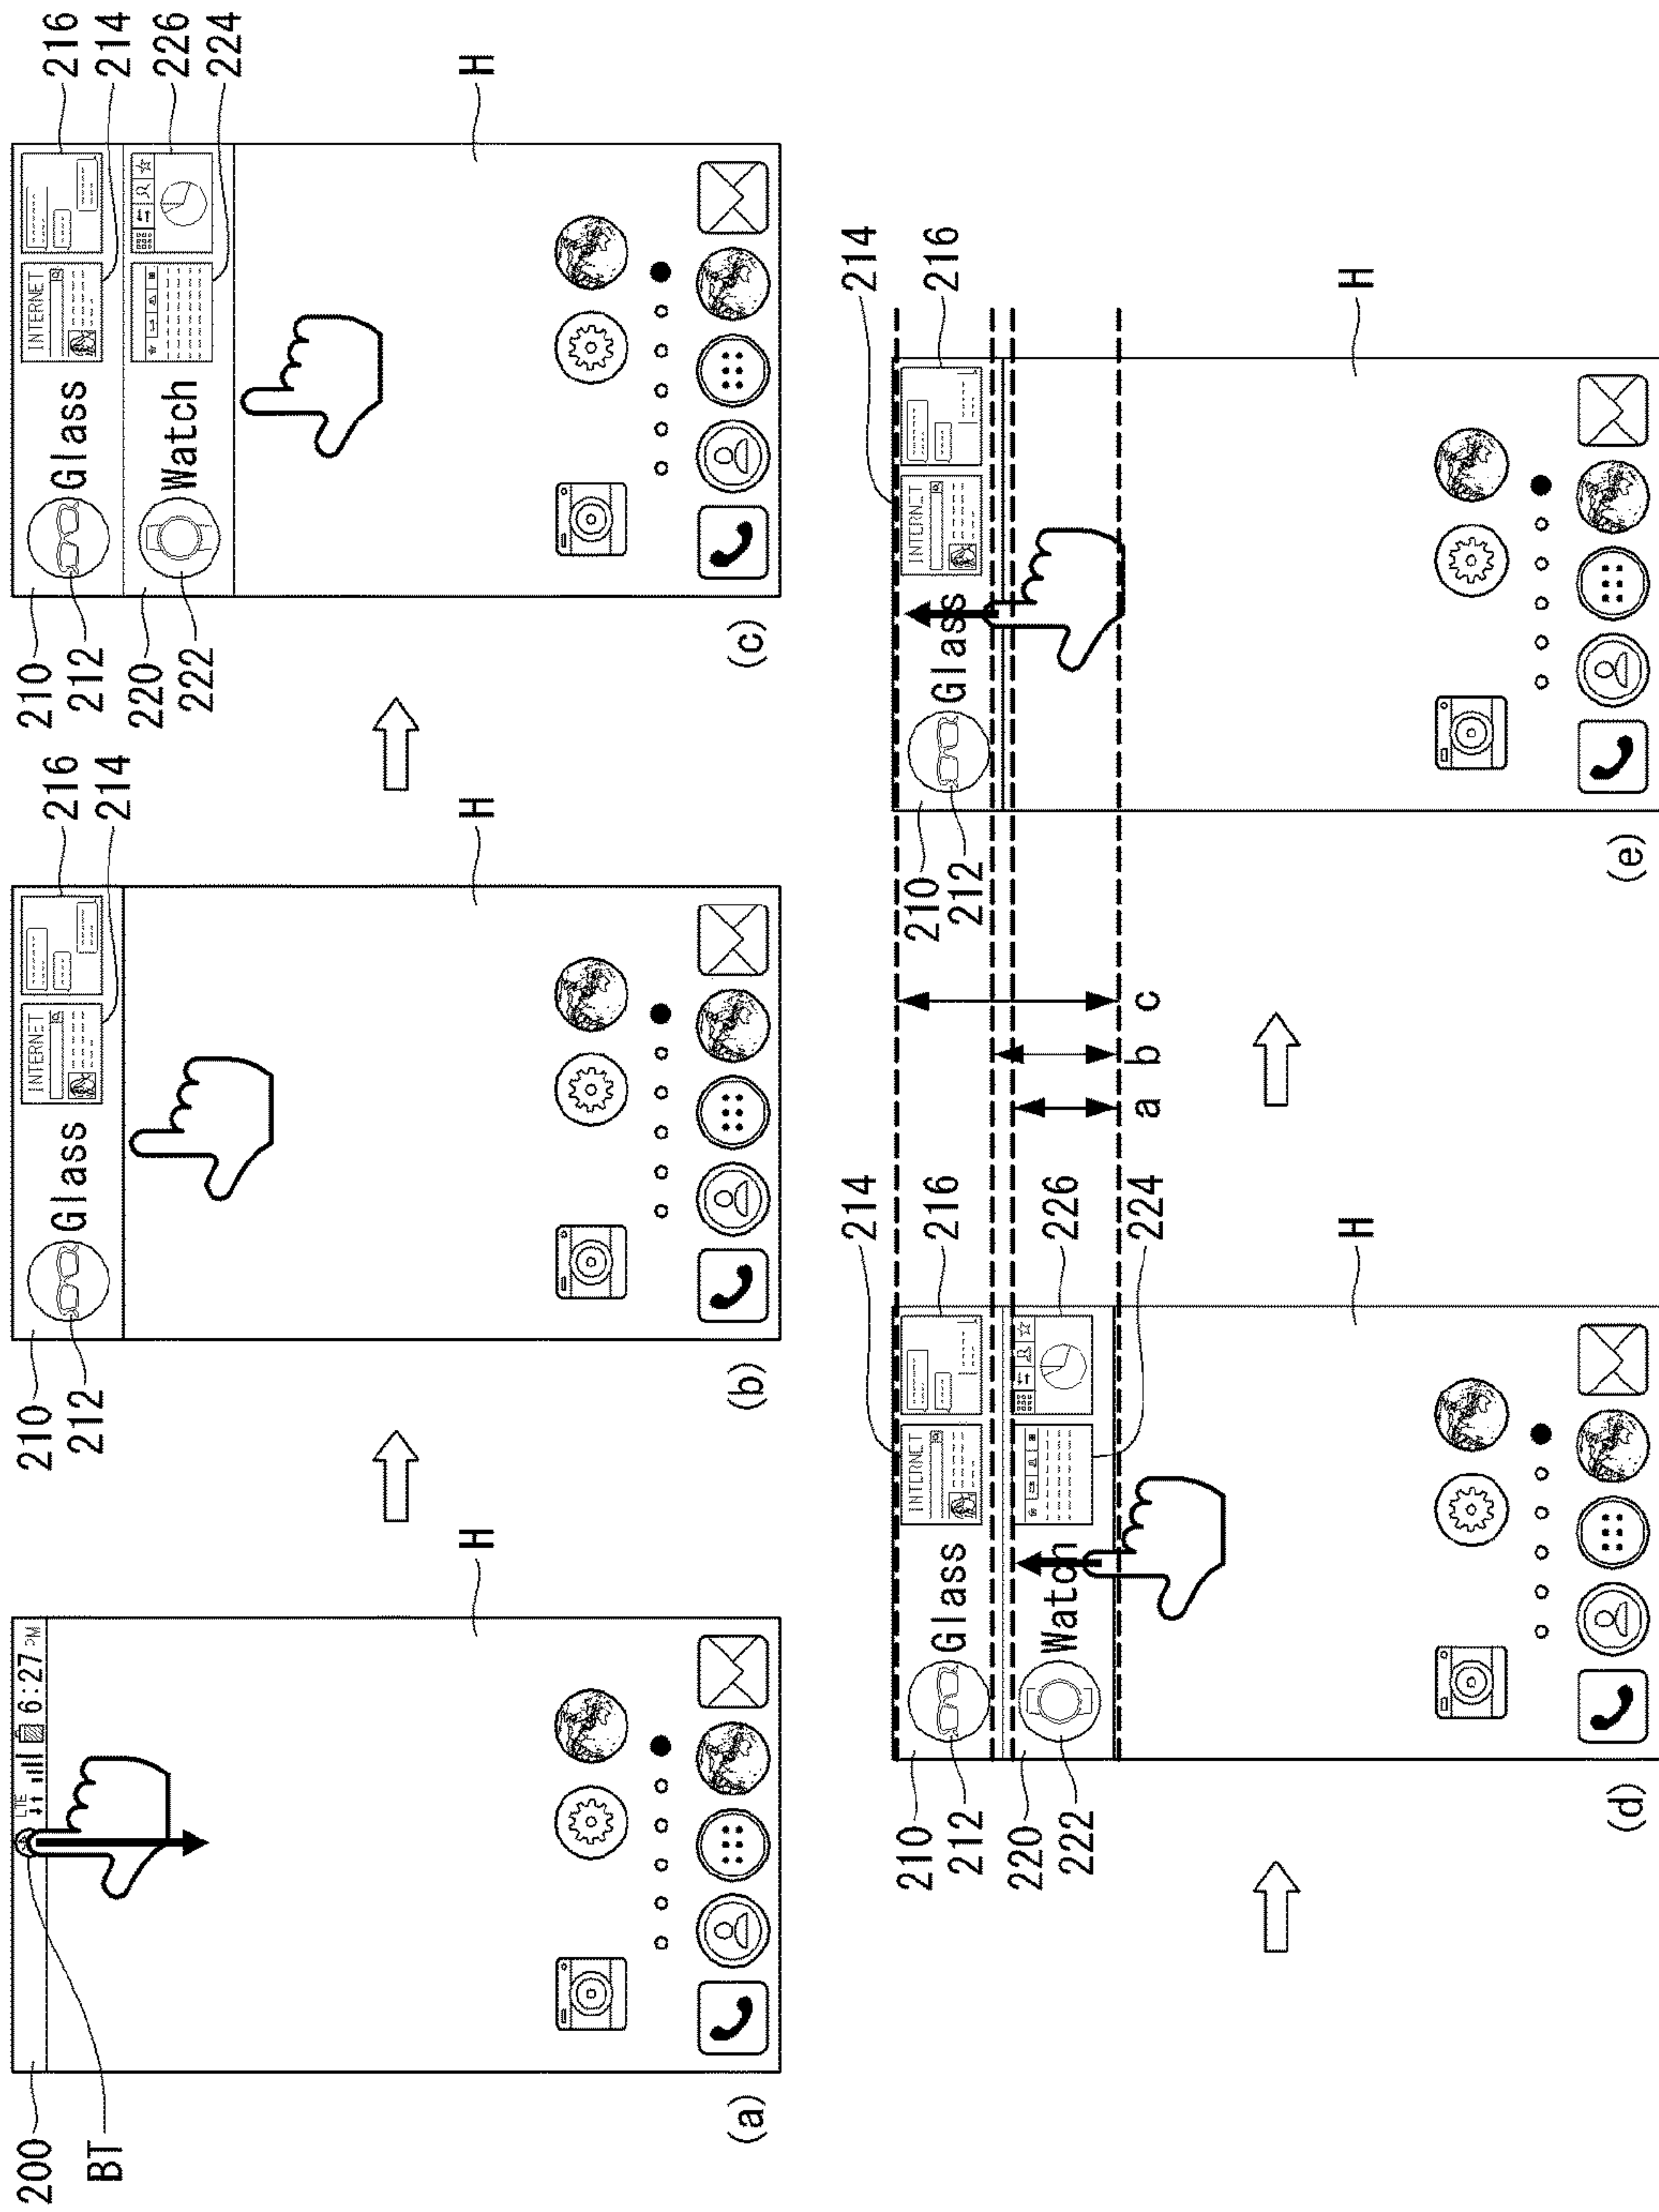 200
BT
LTE 6:27 PM
H
(a)
210
212
Glass
INTERNET
216
214
H
(b)
210
212
220
222
Glass
INTERNET
Watch
216
214
226
224
H
(c)
210
212
220
222
Glass
INTERNET
Watch
214
216
226
224
H
(d)
a
b
c
210
212
Glass
INTERNET
214
216
H
(e)